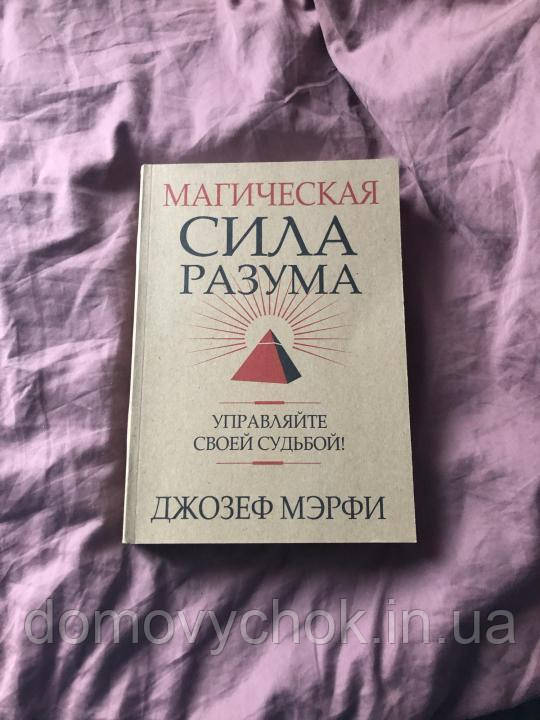 МАГИЧЕСКАЯ
СИЛА
РАЗУМА
УПРАВЛЯЙТЕ
СВОЕЙ СУДЬБОЙ!
ДЖОЗЕФ МЭРФИ
domovychok.in.ua